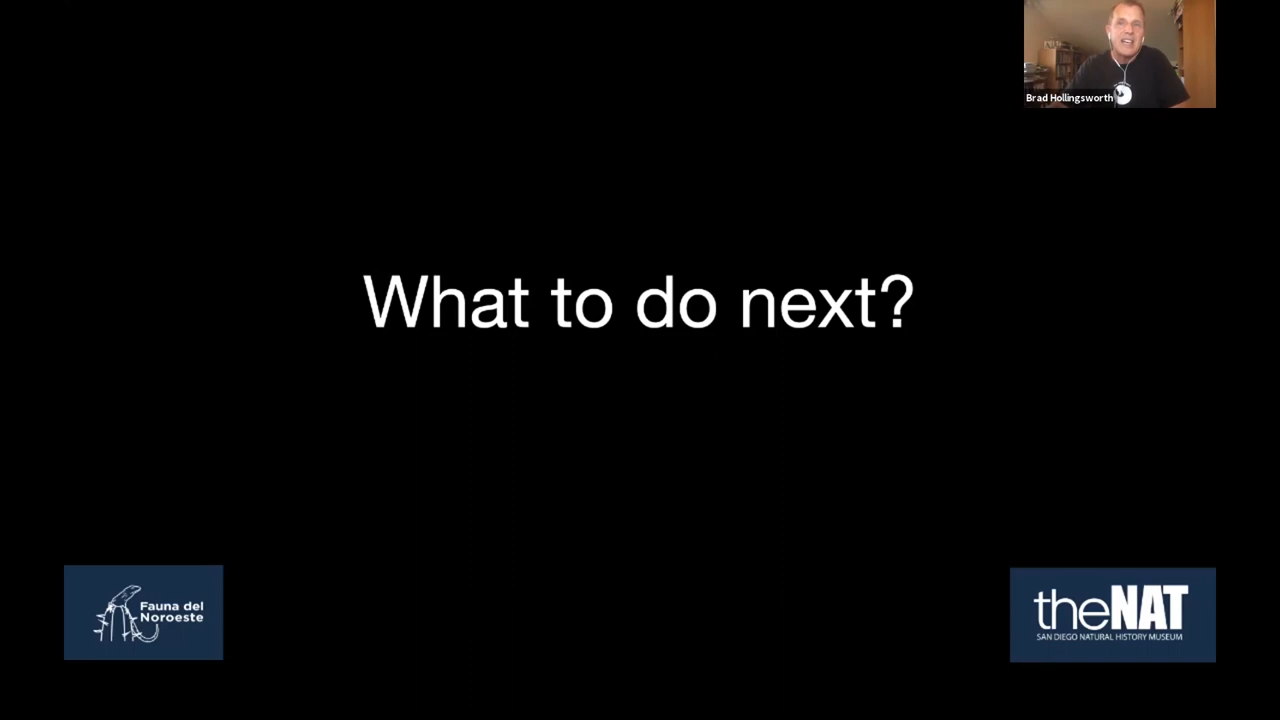 Brad Hollingsworth
What to do next?
Fauna del
Noroeste
theNAT
SAN DIEGO NATURAL HISTORY MUSEUM